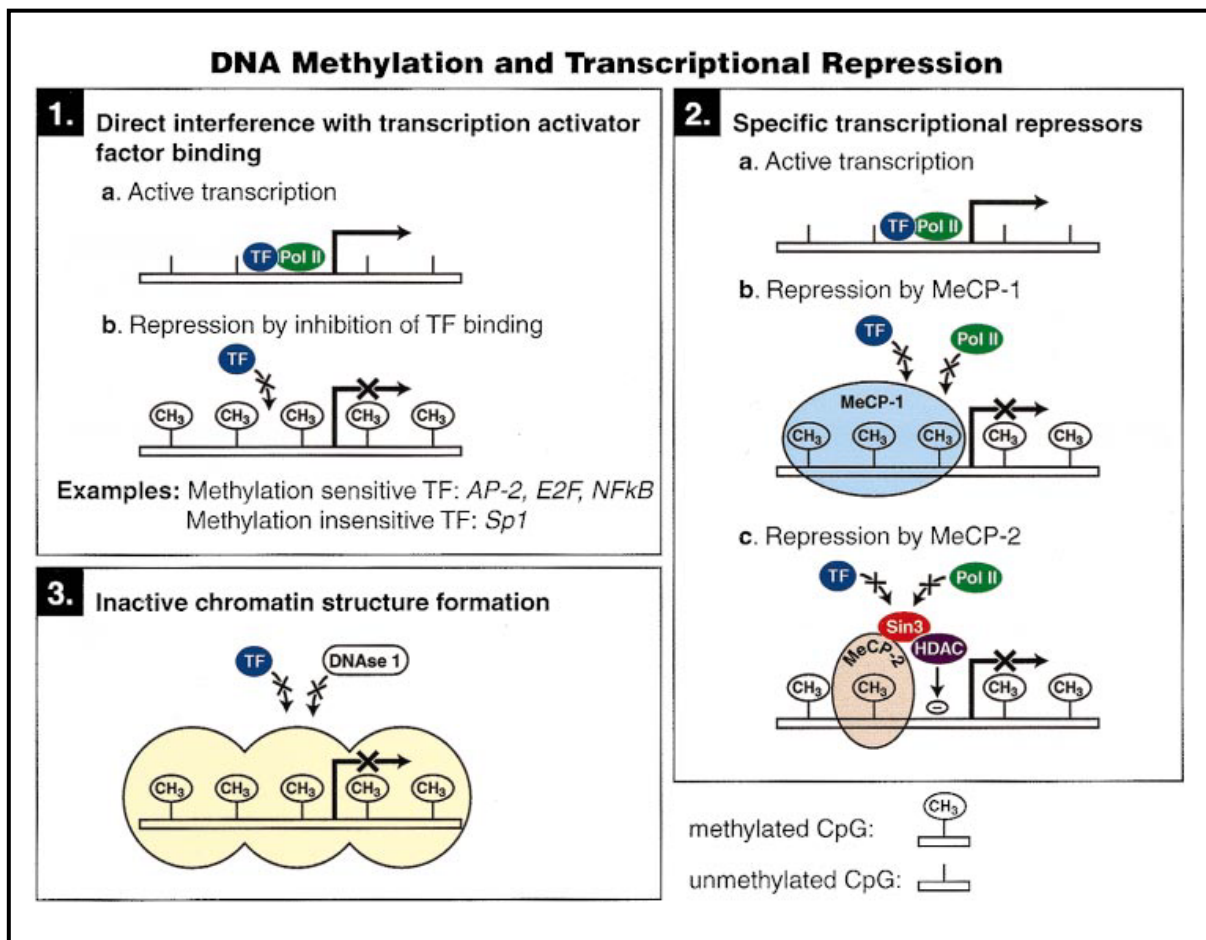 DNA Methylation and Transcriptional Repression
1. Direct interference with transcription activator
factor binding
a. Active transcription
TF Pol II
b. Repression by inhibition of TF binding
TF
CH3 CH3 CH3 CH3 CH3
Examples: Methylation sensitive TF: AP-2, E2F, NFkB
Methylation insensitive TF: Sp1
2. Specific transcriptional repressors
a. Active transcription
TF Pol II
b. Repression by MeCP-1
TF Pol II
MeCP-1
CH3 CH3 CH3 CH3 CH3
c. Repression by MeCP-2
TF Pol II
Sin3
MeCP-2 HDAC
CH3 CH3 CH3 CH3
−
3. Inactive chromatin structure formation
TF DNAse 1
CH3 CH3 CH3 CH3 CH3
CH3
methylated CpG:
unmethylated CpG: